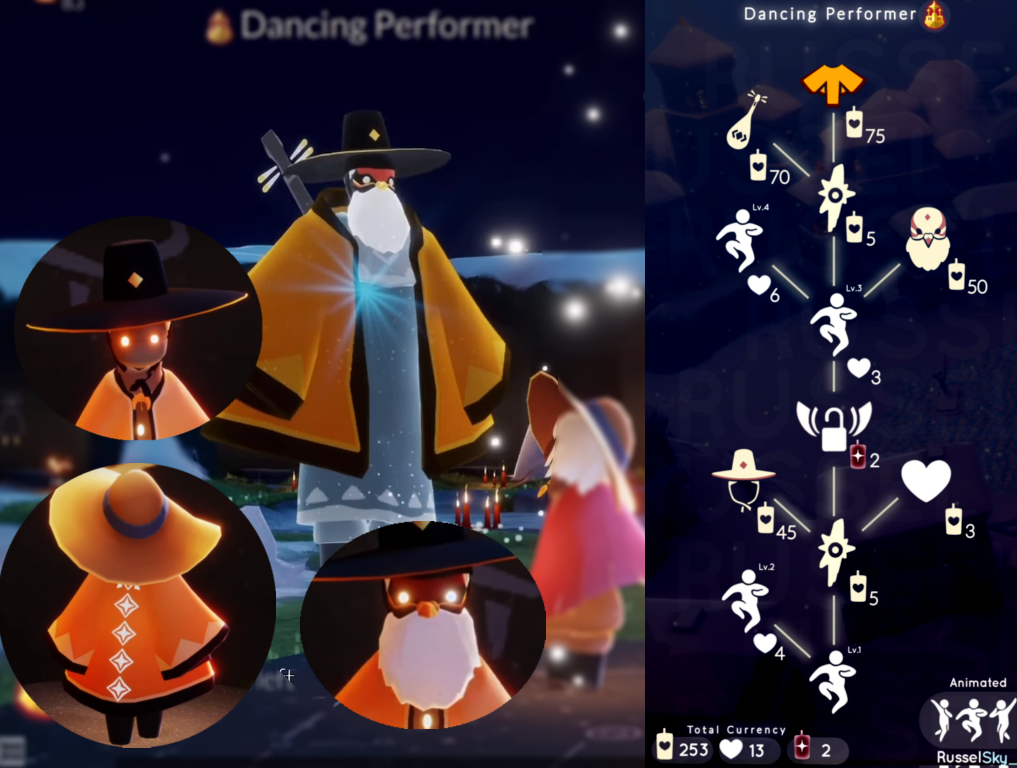 Dancing Performer
Dancing Performer
75
70
Lv.4
5
50
6
Lv.3
3
2
45
3
Lv.2
5
4
Lv.1
Animated
Total Currency
253 13 2
RusselSky